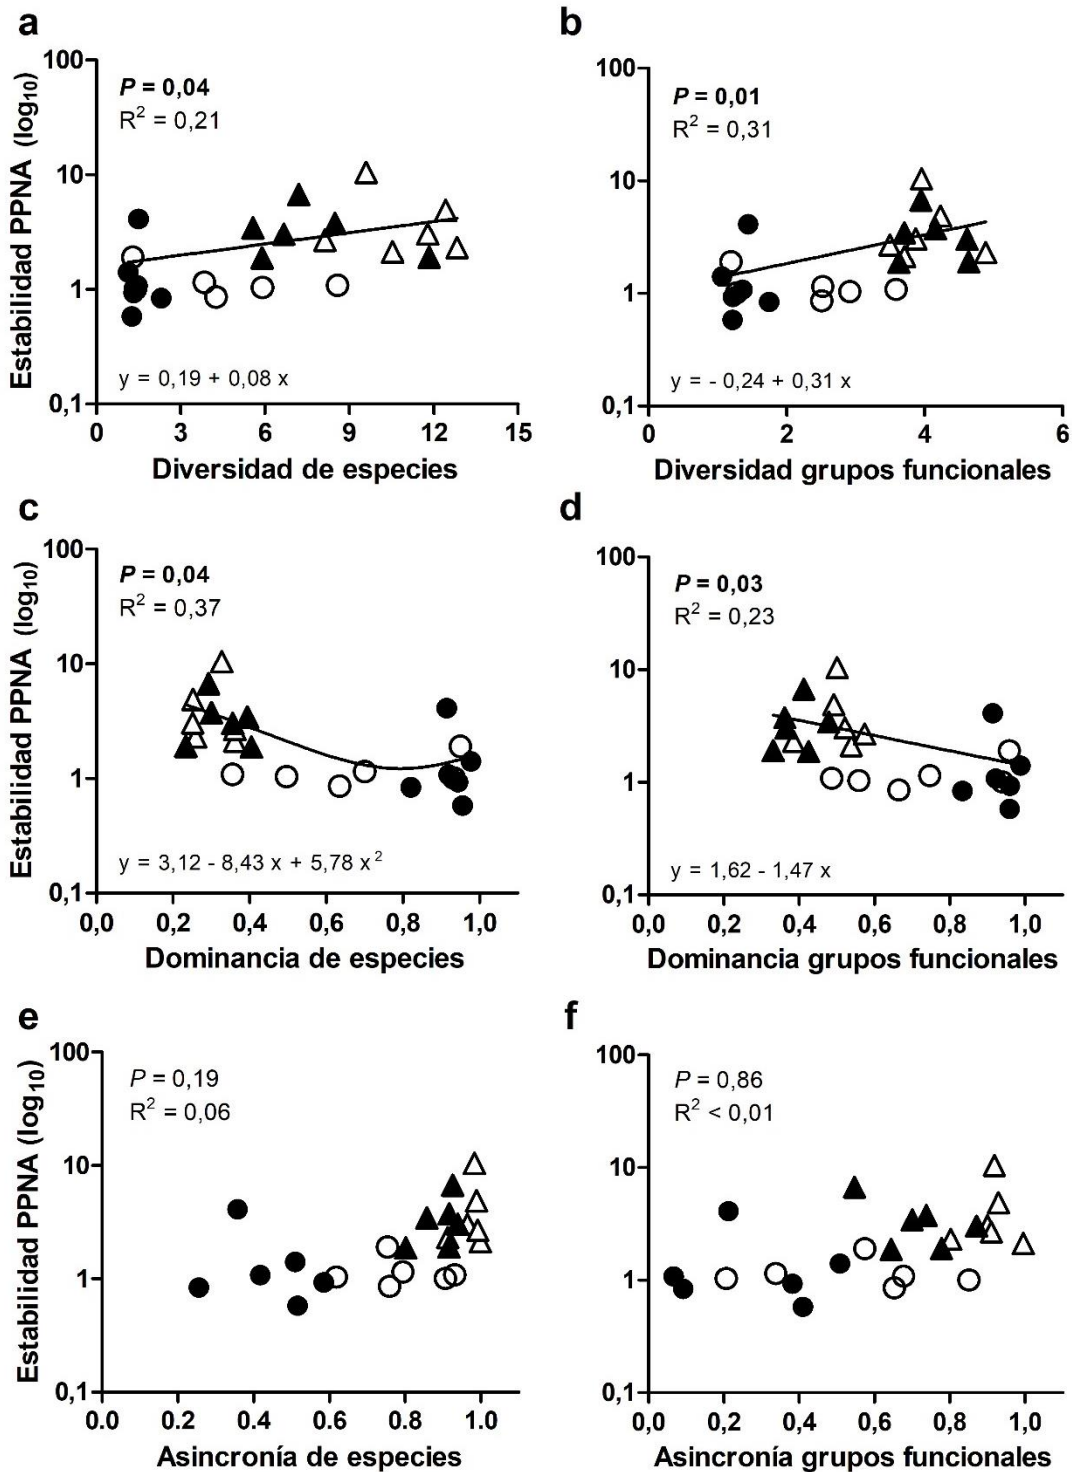 a
Estabilidad PPNA (log10)
100
10
1
0,1
P = 0,04
R2 = 0,21
y = 0,19 + 0,08 x
0 3 6 9 12 15
Diversidad de especies
b
100
10
1
0,1
P = 0,01
R2 = 0,31
y = - 0,24 + 0,31 x
0 2 4 6
Diversidad grupos funcionales
c
Estabilidad PPNA (log10)
100
10
1
0,1
P = 0,04
R2 = 0,37
y = 3,12 - 8,43 x + 5,78 x2
0,0 0,2 0,4 0,6 0,8 1,0
Dominancia de especies
d
100
10
1
0,1
P = 0,03
R2 = 0,23
y = 1,62 - 1,47 x
0,0 0,2 0,4 0,6 0,8 1,0
Dominancia grupos funcionales
e
Estabilidad PPNA (log10)
100
10
1
0,1
P = 0,19
R2 = 0,06
0.0 0.2 0.4 0.6 0.8 1.0
Asincronía de especies
f
100
10
1
0,1
P = 0,86
R2 < 0,01
0,0 0,2 0,4 0,6 0,8 1,0
Asincronía grupos funcionales